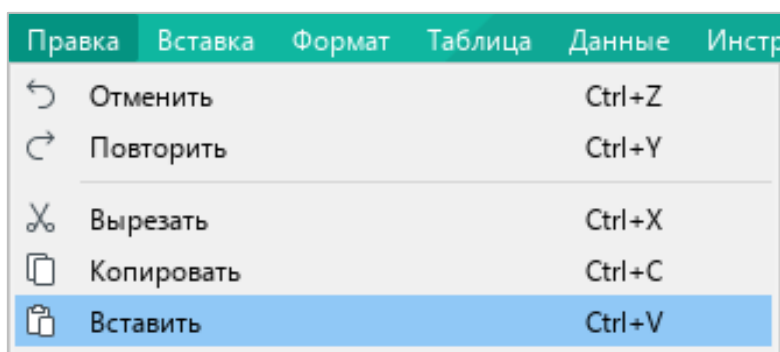 Правка Вставка Формат Таблица Данные
Отменить Ctrl+Z
Повторить Ctrl+Y
Вырезать Ctrl+X
Копировать Ctrl+C
Вставить Ctrl+V